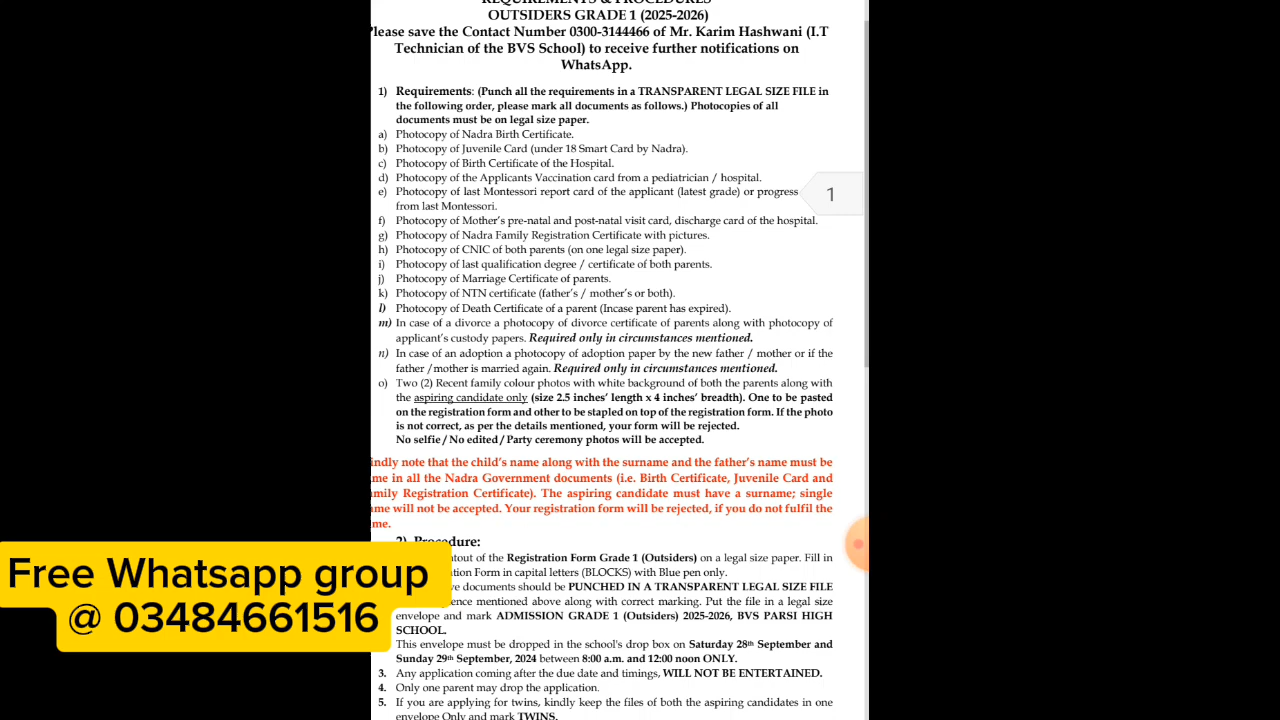 REQUIREMENTS & PROCEDURES
OUTSIDERS GRADE 1 (2025-2026)
Please save the Contact Number 0300-3144466 of Mr. Karim Hashwani (I.T
Technician of the BVS School) to receive further notifications on
WhatsApp.
1) Requirements: (Punch all the requirements in a TRANSPARENT LEGAL SIZE FILE in
the following order, please mark all documents as follows.) Photocopies of all
documents must be on legal size paper.
a) Photocopy of Nadra Birth Certificate.
b) Photocopy of Juvenile Card (under 18 Smart Card by Nadra).
c) Photocopy of Birth Certificate of the Hospital.
d) Photocopy of the Applicants Vaccination card from a pediatrician / hospital.
e) Photocopy of last Montessori report card of the applicant (latest grade) or progress
from last Montessori.
1
f) Photocopy of Mother's pre-natal and post-natal visit card, discharge card of the hospital.
g) Photocopy of Nadra Family Registration Certificate with pictures.
h) Photocopy of CNIC of both parents (on one legal size paper).
i) Photocopy of last qualification degree / certificate of both parents.
j) Photocopy of Marriage Certificate of parents.
k) Photocopy of NTN certificate (father's / mother's or both).
l) Photocopy of Death Certificate of a parent (Incase parent has expired).
m) In case of a divorce a photocopy of divorce certificate of parents along with photocopy of
applicant's custody papers. Required only in circumstances mentioned.
n) In case of an adoption a photocopy of adoption paper by the new father / mother or if the
father /mother is married again. Required only in circumstances mentioned.
o) Two (2) Recent family colour photos with white background of both the parents along with
the aspiring candidate only (size 2.5 inches' length x 4 inches' breadth). One to be pasted
on the registration form and other to be stapled on top of the registration form. If the photo
is not correct, as per the details mentioned, your form will be rejected.
No selfie / No edited / Party ceremony photos will be accepted.
indly note that the child's name along with the surname and the father's name must be
me in all the Nadra Government documents (i.e. Birth Certificate, Juvenile Card and
mily Registration Certificate). The aspiring candidate must have a surname; single
me will not be accepted. Your registration form will be rejected, if you do not fulfil the
me.
2) Procedure:
ntout of the Registration Form Grade 1 (Outsiders) on a legal size paper. Fill in
tion Form in capital letters (BLOCKS) with Blue pen only.
ve documents should be PUNCHED IN A TRANSPARENT LEGAL SIZE FILE
ence mentioned above along with correct marking. Put the file in a legal size
envelope and mark ADMISSION GRADE 1 (Outsiders) 2025-2026, BVS PARSI HIGH
SCHOOL.
This envelope must be dropped in the school's drop box on Saturday 28th September and
Sunday 29th September, 2024 between 8:00 a.m. and 12:00 noon ONLY.
3. Any application coming after the due date and timings, WILL NOT BE ENTERTAINED.
4. Only one parent may drop the application.
5. If you are applying for twins, kindly keep the files of both the aspiring candidates in one
envelope Only and mark TWINS.
Free Whatsapp group
@ 03484661516